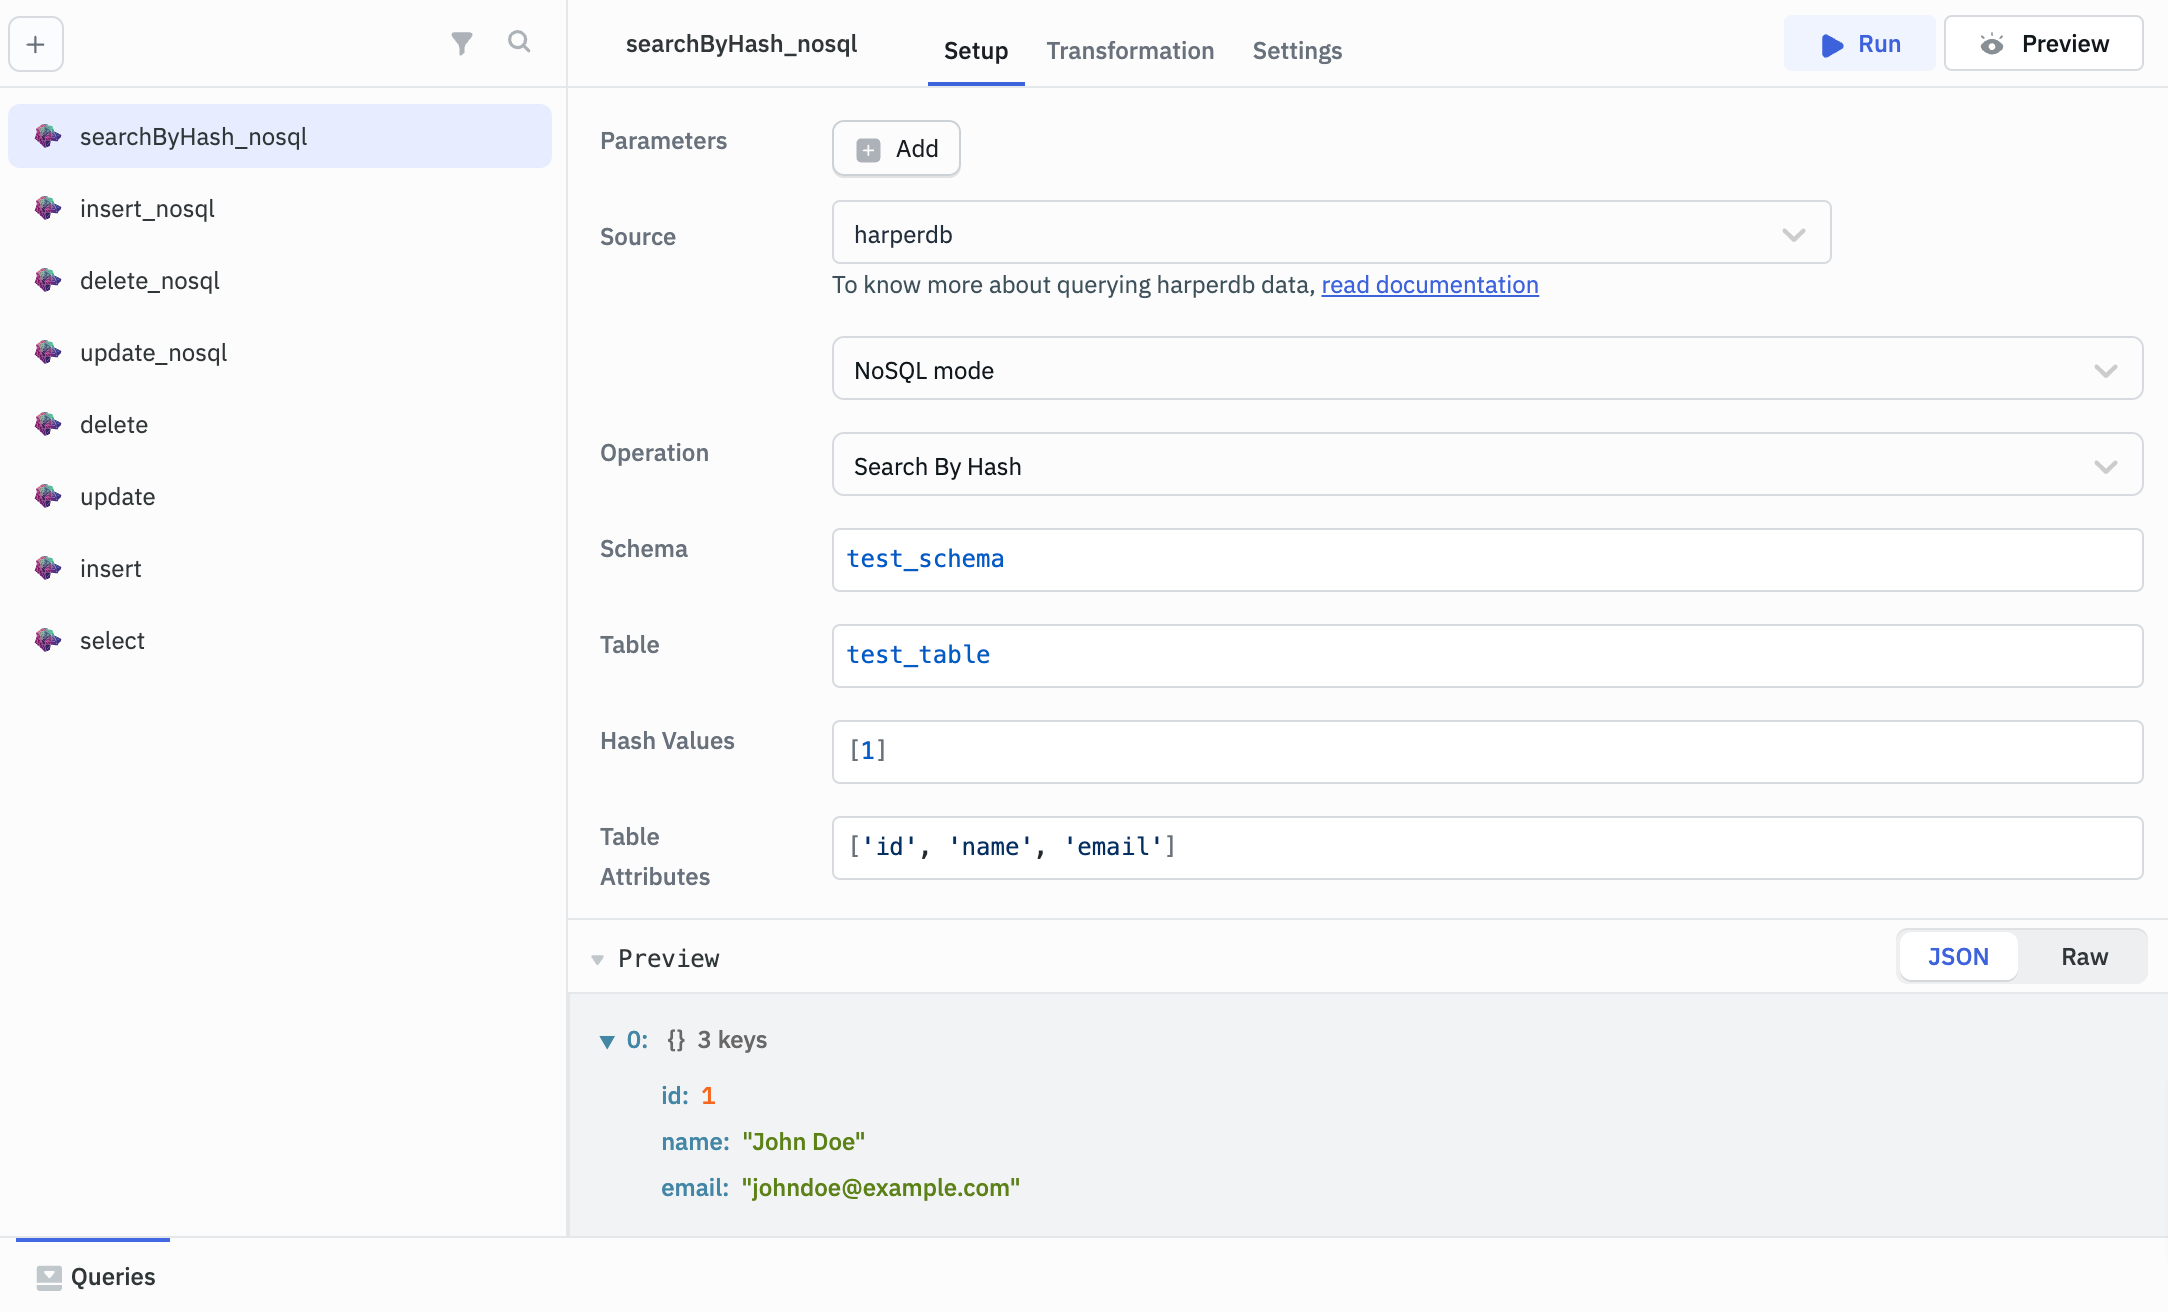 searchByHash_nosql
Setup
Transformation
Settings
Run
Preview
searchByHash_nosql
insert_nosql
delete_nosql
update_nosql
delete
update
insert
select
Parameters
Add
Source
harperdb
To know more about querying harperdb data, read documentation
NoSQL mode
Operation
Search By Hash
Schema
test_schema
Table
test_table
Hash Values
[1]
Table
Attributes
['id', 'name', 'email']
Preview
JSON
Raw
0: {} 3 keys
id: 1
name: "John Doe"
email: "johndoe@example.com"
Queries